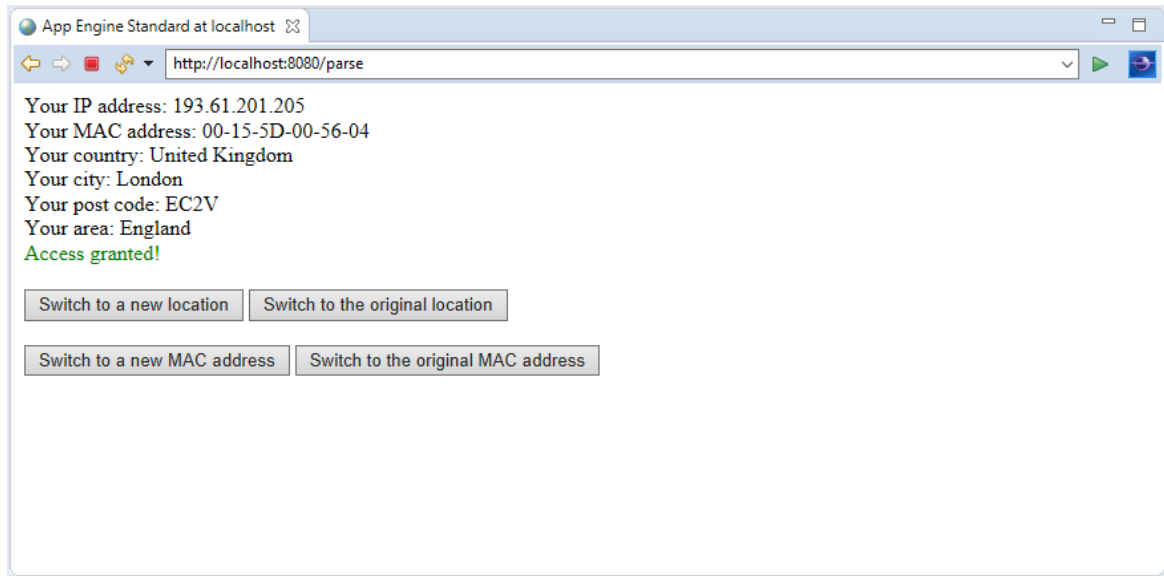 App Engine Standard at localhost
http://localhost:8080/parse
Your IP address: 193.61.201.205
Your MAC address: 00-15-5D-00-56-04
Your country: United Kingdom
Your city: London
Your post code: EC2V
Your area: England
Access granted!
Switch to a new location Switch to the original location
Switch to a new MAC address Switch to the original MAC address